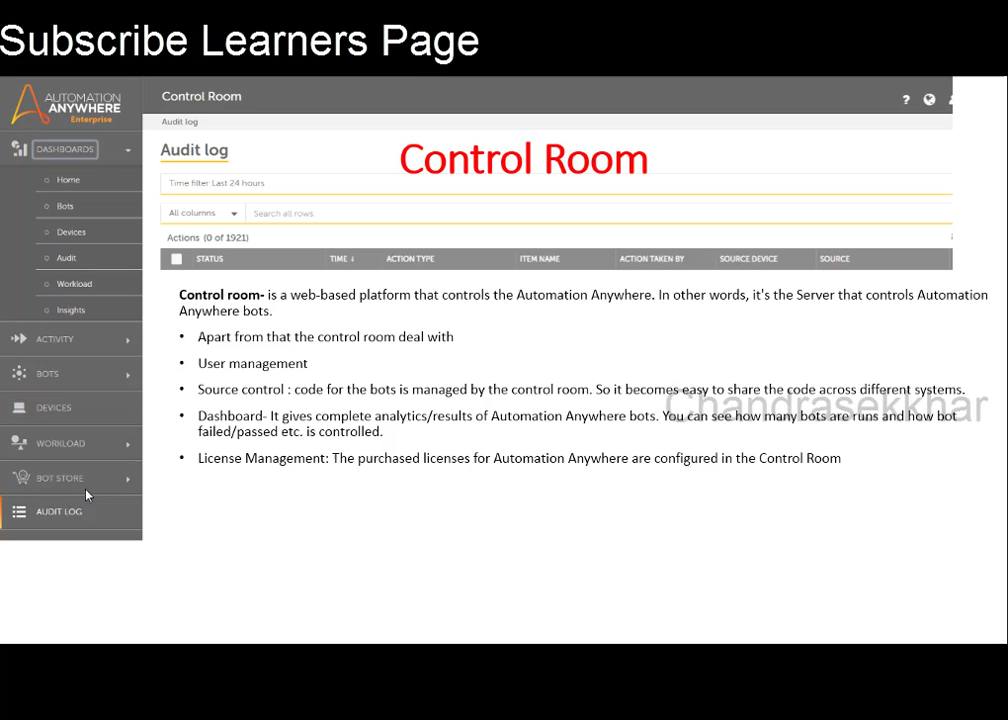 Subscribe Learners Page
AUTOMATION
ANYWHERE
Enterprise
Control Room
?
Audit log
DASHBOARDS
Audit log
Control Room
Home
Time filter: Last 24 hours
Bots
All columns
Search all rows.
Devices
Actions (0 of 1921)
Audit
STATUS TIME ↓ ACTION TYPE ITEM NAME ACTION TAKEN BY SOURCE DEVICE SOURCE
Workload
Insights
ACTIVITY
BOTS
DEVICES
WORKLOAD
BOT STORE
AUDIT LOG
Control room- is a web-based platform that controls the Automation Anywhere. In other words, it's the Server that controls Automation
Anywhere bots.
• Apart from that the control room deal with
• User management
• Source control : code for the bots is managed by the control room. So it becomes easy to share the code across different systems.
• Dashboard- It gives complete analytics/results of Automation Anywhere bots. You can see how many bots are runs and how bot
failed/passed etc. is controlled.
• License Management: The purchased licenses for Automation Anywhere are configured in the Control Room
Chandrasekkhar